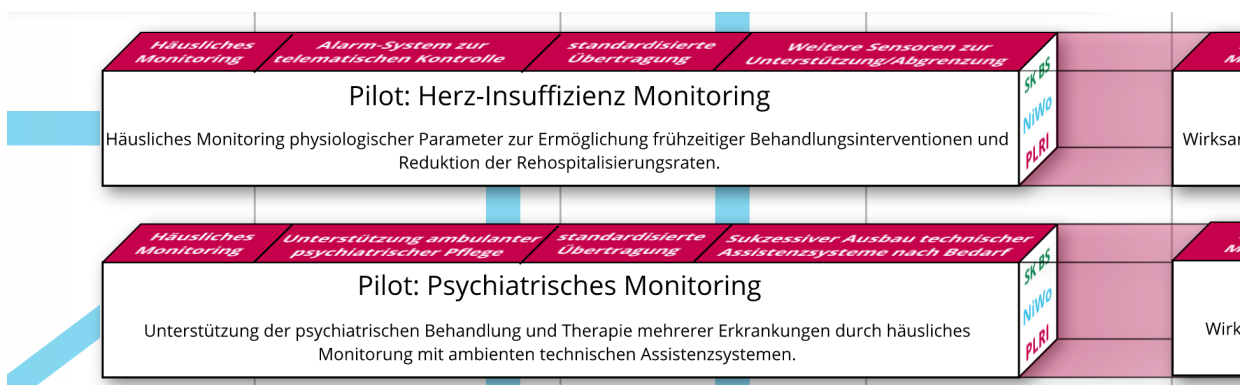 Häusliches
Monitoring
Alarm-System zur
telematischen Kontrolle
standardisierte
Übertragung
Weitere Sensoren zur
Unterstützung/Abgrenzung
Pilot: Herz-Insuffizienz Monitoring
Häusliches Monitoring physiologischer Parameter zur Ermöglichung frühzeitiger Behandlungsinterventionen und
Reduktion der Rehospitalisierungsraten.
SK BS
NiWo
PLRI
Häusliches
Monitoring
Unterstützung ambulanter
psychiatrischer Pflege
standardisierte
Übertragung
Sukzessiver Ausbau technischer
Assistenzsysteme nach Bedarf
Pilot: Psychiatrisches Monitoring
Unterstützung der psychiatrischen Behandlung und Therapie mehrerer Erkrankungen durch häusliches
Monitorung mit ambienten technischen Assistenzsystemen.
SK BS
NiWo
PLRI